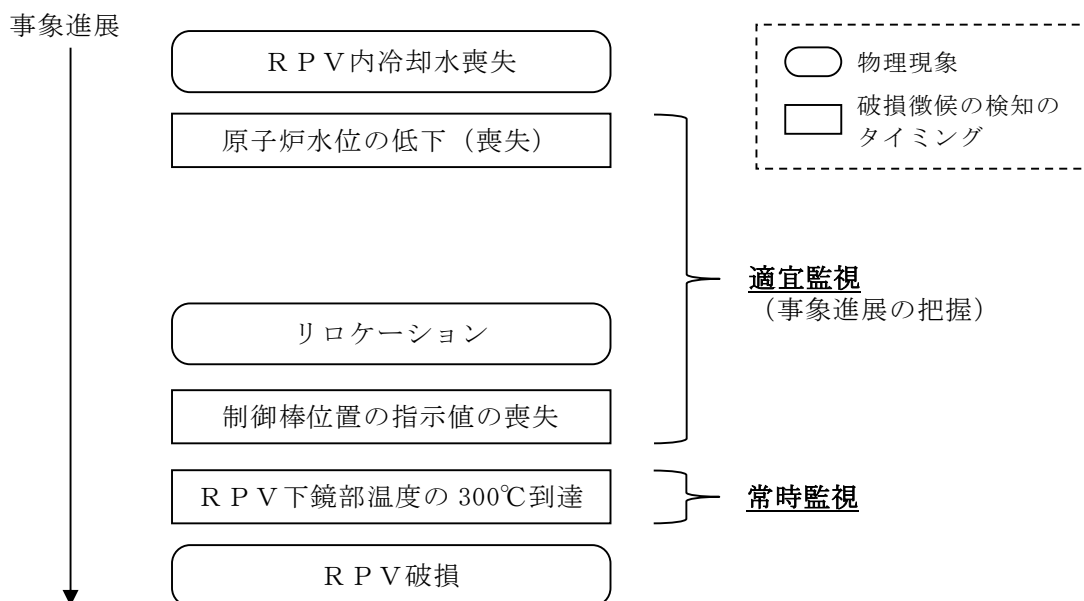 事象進展
ＲＰＶ内冷却水喪失
原子炉水位の低下（喪失）
リロケーション
制御棒位置の指示値の喪失
ＲＰＶ下鏡部温度の 300℃到達
ＲＰＶ破損
適宜監視
（事象進展の把握）
常時監視
物理現象
破損徴候の検知の
タイミング